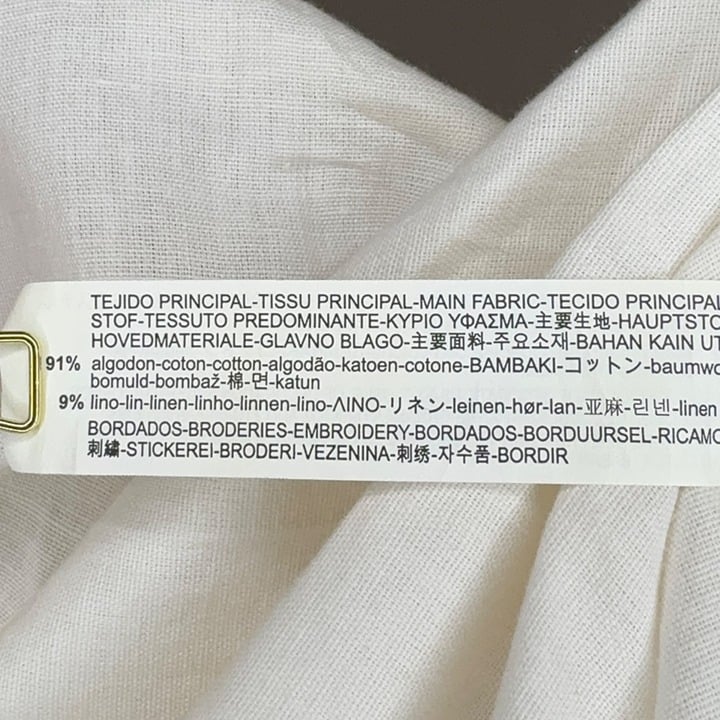 TEJIDO PRINCIPAL-TISSU PRINCIPAL-MAIN FABRIC-TECIDO PRINCIPAL
STOF-TESSUTO PREDOMINANTE-ΚΥΡΙΟ ΥΦΑΣΜΑ-主要生地-HAUPTSTO
HOVEDMATERIALE-GLAVNO BLAGO-主要面料-주요소재-BAHAN KAIN UT
91% algodon-coton-cotton-algodão-katoen-cotone-BAMBAKI-コットン-baumwo
bomuld-bombaž-棉-면-katun
9% lino-lin-linen-linho-linnen-lino-ΛΙΝΟ-リネン-leinen-hør-lan-亚麻-린넨-linen
BORDADOS-BRODERIES-EMBROIDERY-BORDADOS-BORDUURSEL-RICAMO
刺繍-STICKEREI-BRODERI-VEZENINA-刺绣-자수품-BORDIR